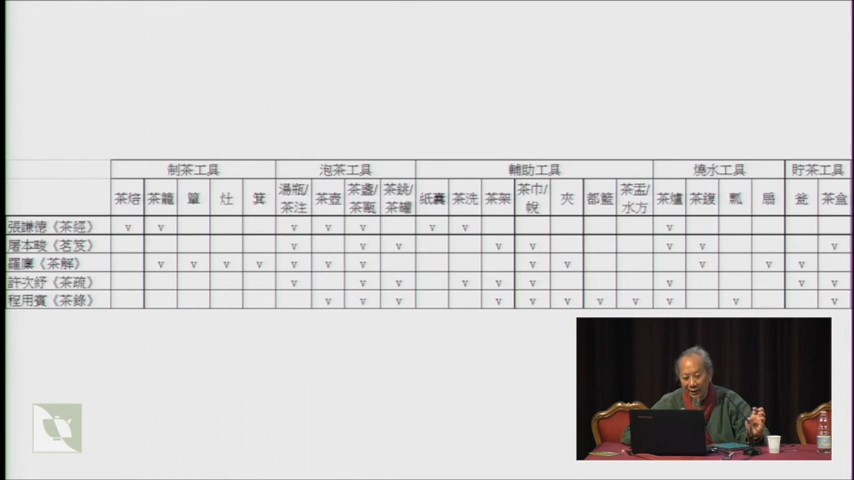 制茶工具 泡茶工具 輔助工具 燒水工具 貯茶工具
茶焙 茶籠 簞 灶 箕 湯瓶/茶注 茶壺 茶盞/茶甌 茶銚/茶罐 紙囊 茶洗 茶架 茶巾/帨 夾 都籃 茶盂/水方 茶爐 茶鍑 瓢 扇 瓮 茶盒
張謙德《茶經》 v v v v v v v v
屠本畯《茗笈》 v v v v v v v v
羅廩《茶解》 v v v v v v v v v v v v
許次紓《茶疏》 v v v v v v v v v
程用賓《茶錄》 v v v v v v v v v v v